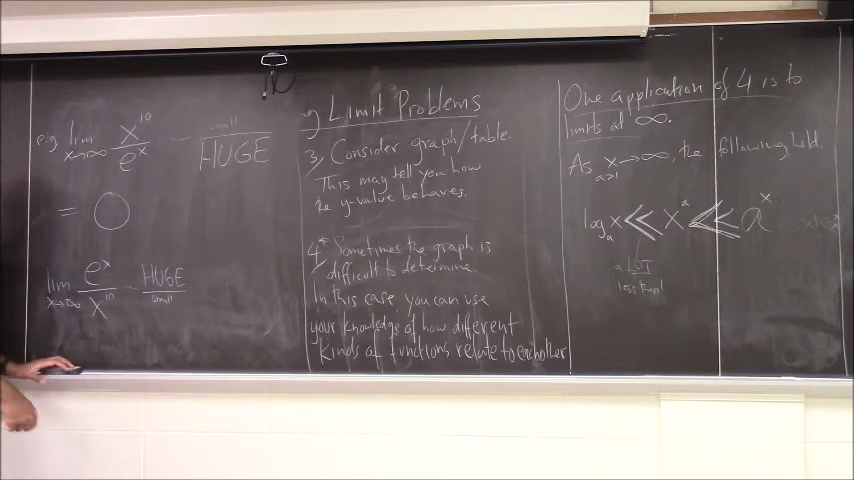 e.g. lim x→∞ x^10 / e^x ~ small / HUGE
= 0
lim x→∞ e^x / x^10 ~ HUGE / small
Limit Problems
3) Consider graph/table.
This may tell you how
the y-value behaves.
4* Sometimes the graph is
difficult to determine.
In this case, you can use
your knowledge of how different
kinds of functions relate to each other
One application of 4 is to
limits at ∞.
As x→∞, the following hold.
a>1
log_a x << x^a <<< a^x
a LOT
less than!